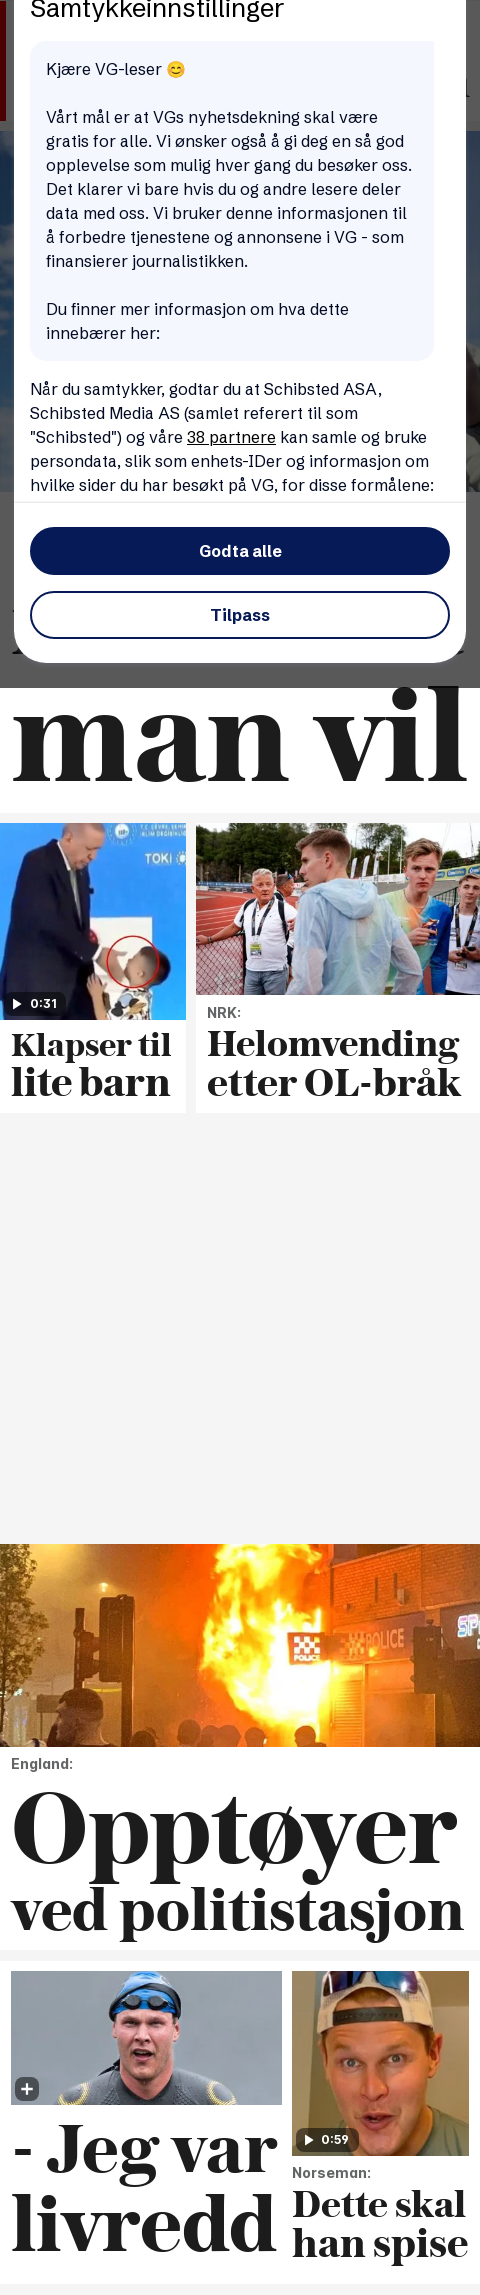 Samtykkeinnstillinger
Kjære VG-leser 😊
Vårt mål er at VGs nyhetsdekning skal være
gratis for alle. Vi ønsker også å gi deg en så god
opplevelse som mulig hver gang du besøker oss.
Det klarer vi bare hvis du og andre lesere deler
data med oss. Vi bruker denne informasjonen til
å forbedre tjenestene og annonsene i VG - som
finansierer journalistikken.
Du finner mer informasjon om hva dette
innebærer her:
Når du samtykker, godtar du at Schibsted ASA,
Schibsted Media AS (samlet referert til som
"Schibsted") og våre 38 partnere kan samle og bruke
persondata, slik som enhets-IDer og informasjon om
hvilke sider du har besøkt på VG, for disse formålene:
Godta alle
Tilpass
man vil
TOKİ
0:31
Klapser til
lite barn
NRK:
Helomvending
etter OL-bråk
POLICE
POLICE
England:
Opptøyer
ved politistasjon
- Jeg var
livredd
0:59
Norseman:
Dette skal
han spise